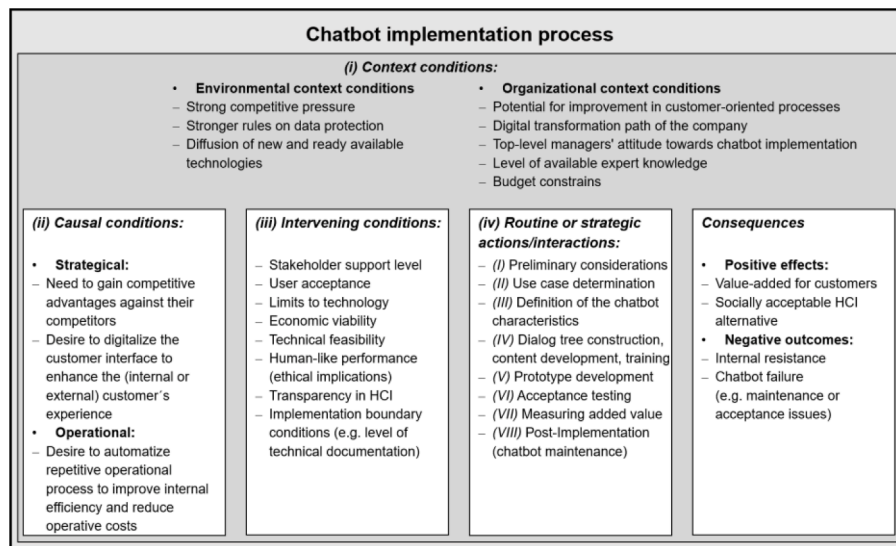 Chatbot implementation process
(i) Context conditions:
• Environmental context conditions
– Strong competitive pressure
– Stronger rules on data protection
– Diffusion of new and ready available
technologies
• Organizational context conditions
– Potential for improvement in customer-oriented processes
– Digital transformation path of the company
– Top-level managers' attitude towards chatbot implementation
– Level of available expert knowledge
– Budget constrains
(ii) Causal conditions:
• Strategical:
– Need to gain competitive
advantages against their
competitors
– Desire to digitalize the
customer interface to
enhance the (internal or
external) customer´s
experience
• Operational:
– Desire to automatize
repetitive operational
process to improve internal
efficiency and reduce
operative costs
(iii) Intervening conditions:
– Stakeholder support level
– User acceptance
– Limits to technology
– Economic viability
– Technical feasibility
– Human-like performance
(ethical implications)
– Transparency in HCI
– Implementation boundary
conditions (e.g. level of
technical documentation)
(iv) Routine or strategic
actions/interactions:
– (I) Preliminary considerations
– (II) Use case determination
– (III) Definition of the chatbot
characteristics
– (IV) Dialog tree construction,
content development, training
– (V) Prototype development
– (VI) Acceptance testing
– (VII) Measuring added value
– (VIII) Post-Implementation
(chatbot maintenance)
Consequences
• Positive effects:
– Value-added for customers
– Socially acceptable HCI
alternative
• Negative outcomes:
– Internal resistance
– Chatbot failure
(e.g. maintenance or
acceptance issues)